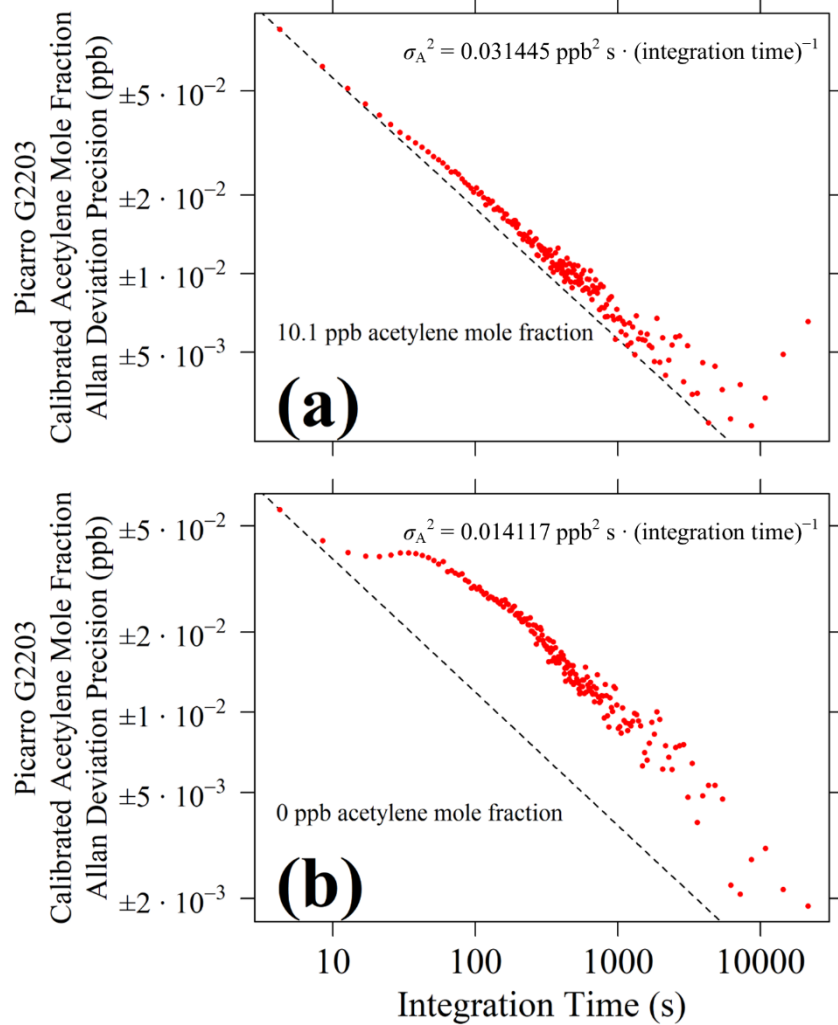 Picarro G2203
Calibrated Acetylene Mole Fraction
Allan Deviation Precision (ppb)
±5 · 10⁻²
±2 · 10⁻²
±1 · 10⁻²
±5 · 10⁻³
σ_A² = 0.031445 ppb² s · (integration time)⁻¹
10.1 ppb acetylene mole fraction
(a)
Picarro G2203
Calibrated Acetylene Mole Fraction
Allan Deviation Precision (ppb)
±5 · 10⁻²
±2 · 10⁻²
±1 · 10⁻²
±5 · 10⁻³
±2 · 10⁻³
σ_A² = 0.014117 ppb² s · (integration time)⁻¹
0 ppb acetylene mole fraction
(b)
10 100 1000 10000
Integration Time (s)